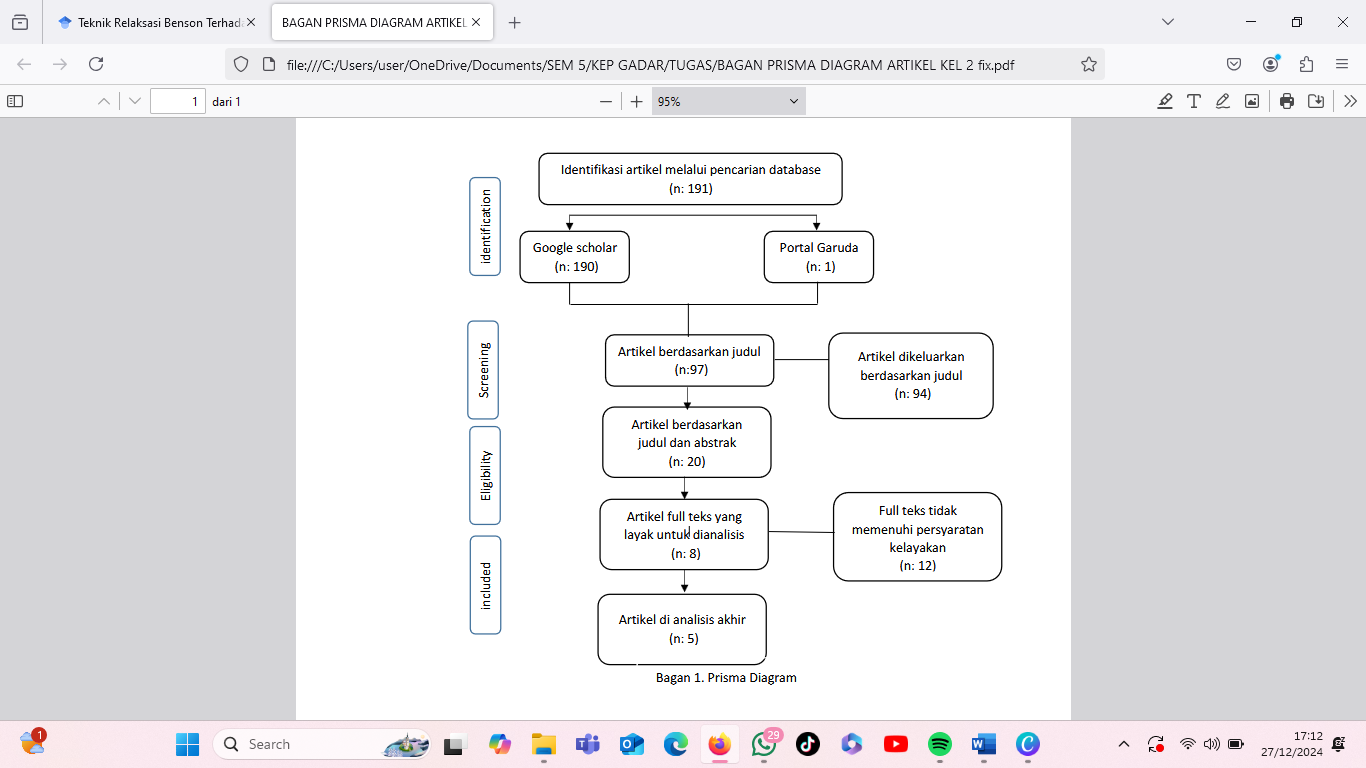 Teknik Relaksasi Benson Terhada
BAGAN PRISMA DIAGRAM ARTIKEL
file:///C:/Users/user/OneDrive/Documents/SEM 5/KEP GADAR/TUGAS/BAGAN PRISMA DIAGRAM ARTIKEL KEL 2 fix.pdf
1 dari 1
95%
identification
Identifikasi artikel melalui pencarian database
(n: 191)
Google scholar
(n: 190)
Portal Garuda
(n: 1)
Screening
Artikel berdasarkan judul
(n:97)
Artikel dikeluarkan
berdasarkan judul
(n: 94)
Eligibility
Artikel berdasarkan
judul dan abstrak
(n: 20)
Artikel full teks yang
layak untuk dianalisis
(n: 8)
Full teks tidak
memenuhi persyaratan
kelayakan
(n: 12)
included
Artikel di analisis akhir
(n: 5)
Bagan 1. Prisma Diagram
1
Search
29
17:12
27/12/2024